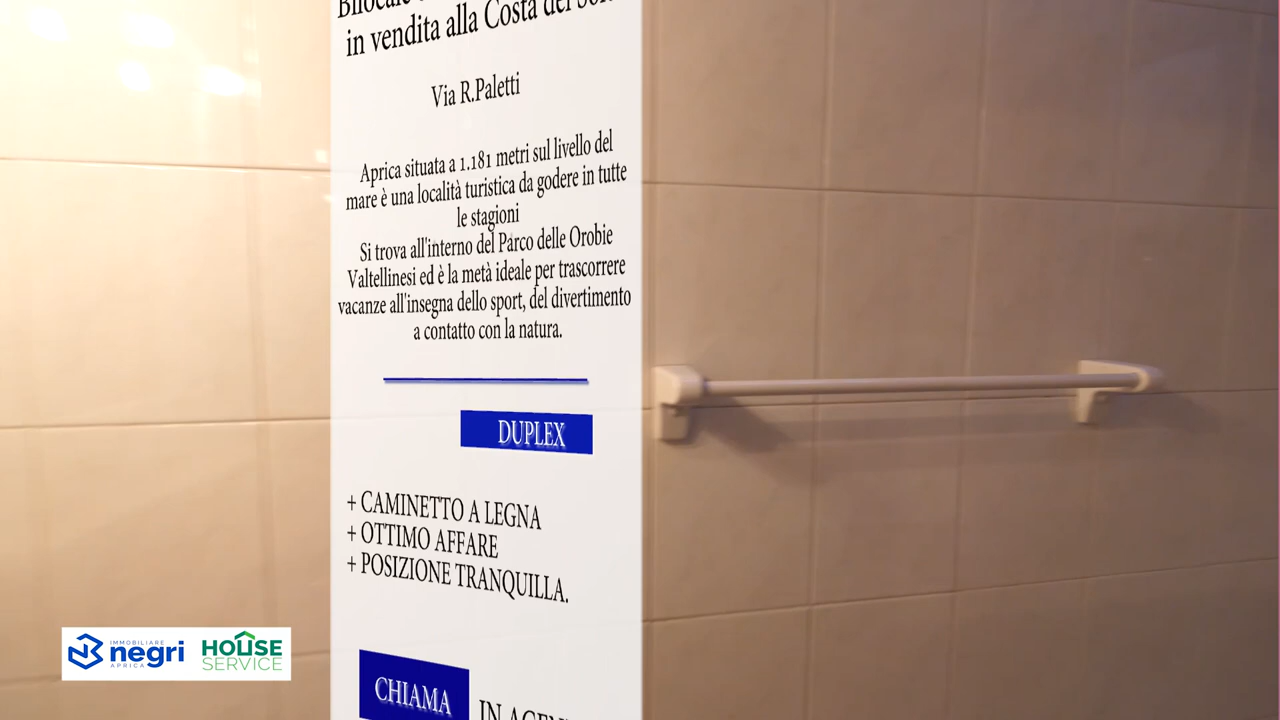 in vendita alla Costa del
Via R.Paletti
Aprica situata a 1.181 metri sul livello del
mare è una località turistica da godere in tutte
le stagioni
Si trova all'interno del Parco delle Orobie
Valtellinesi ed è la metà ideale per trascorrere
vacanze all'insegna dello sport, del divertimento
a contatto con la natura.
DUPLEX
+ CAMINETTO A LEGNA
+ OTTIMO AFFARE
+ POSIZIONE TRANQUILLA.
CHIAMA
IN
IMMOBILIARE
negri
APRICA
HOUSE
SERVICE